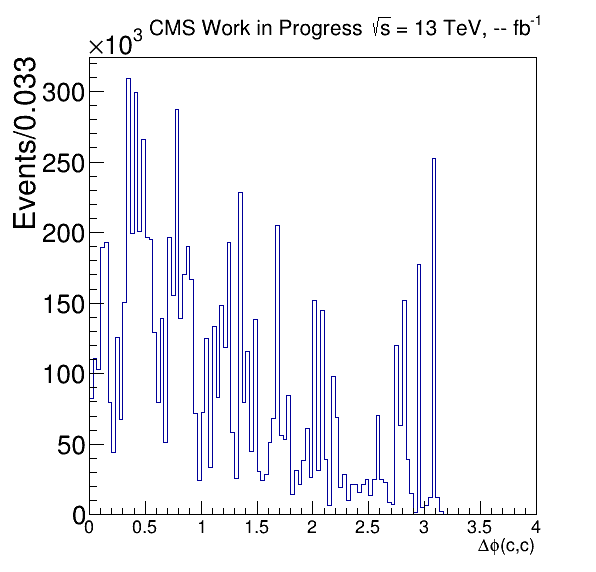 ×10³ CMS Work in Progress √s = 13 TeV, -- fb⁻¹
Events/0.033
300
250
200
150
100
50
0
0 0.5 1 1.5 2 2.5 3 3.5 4
Δϕ(c,c)